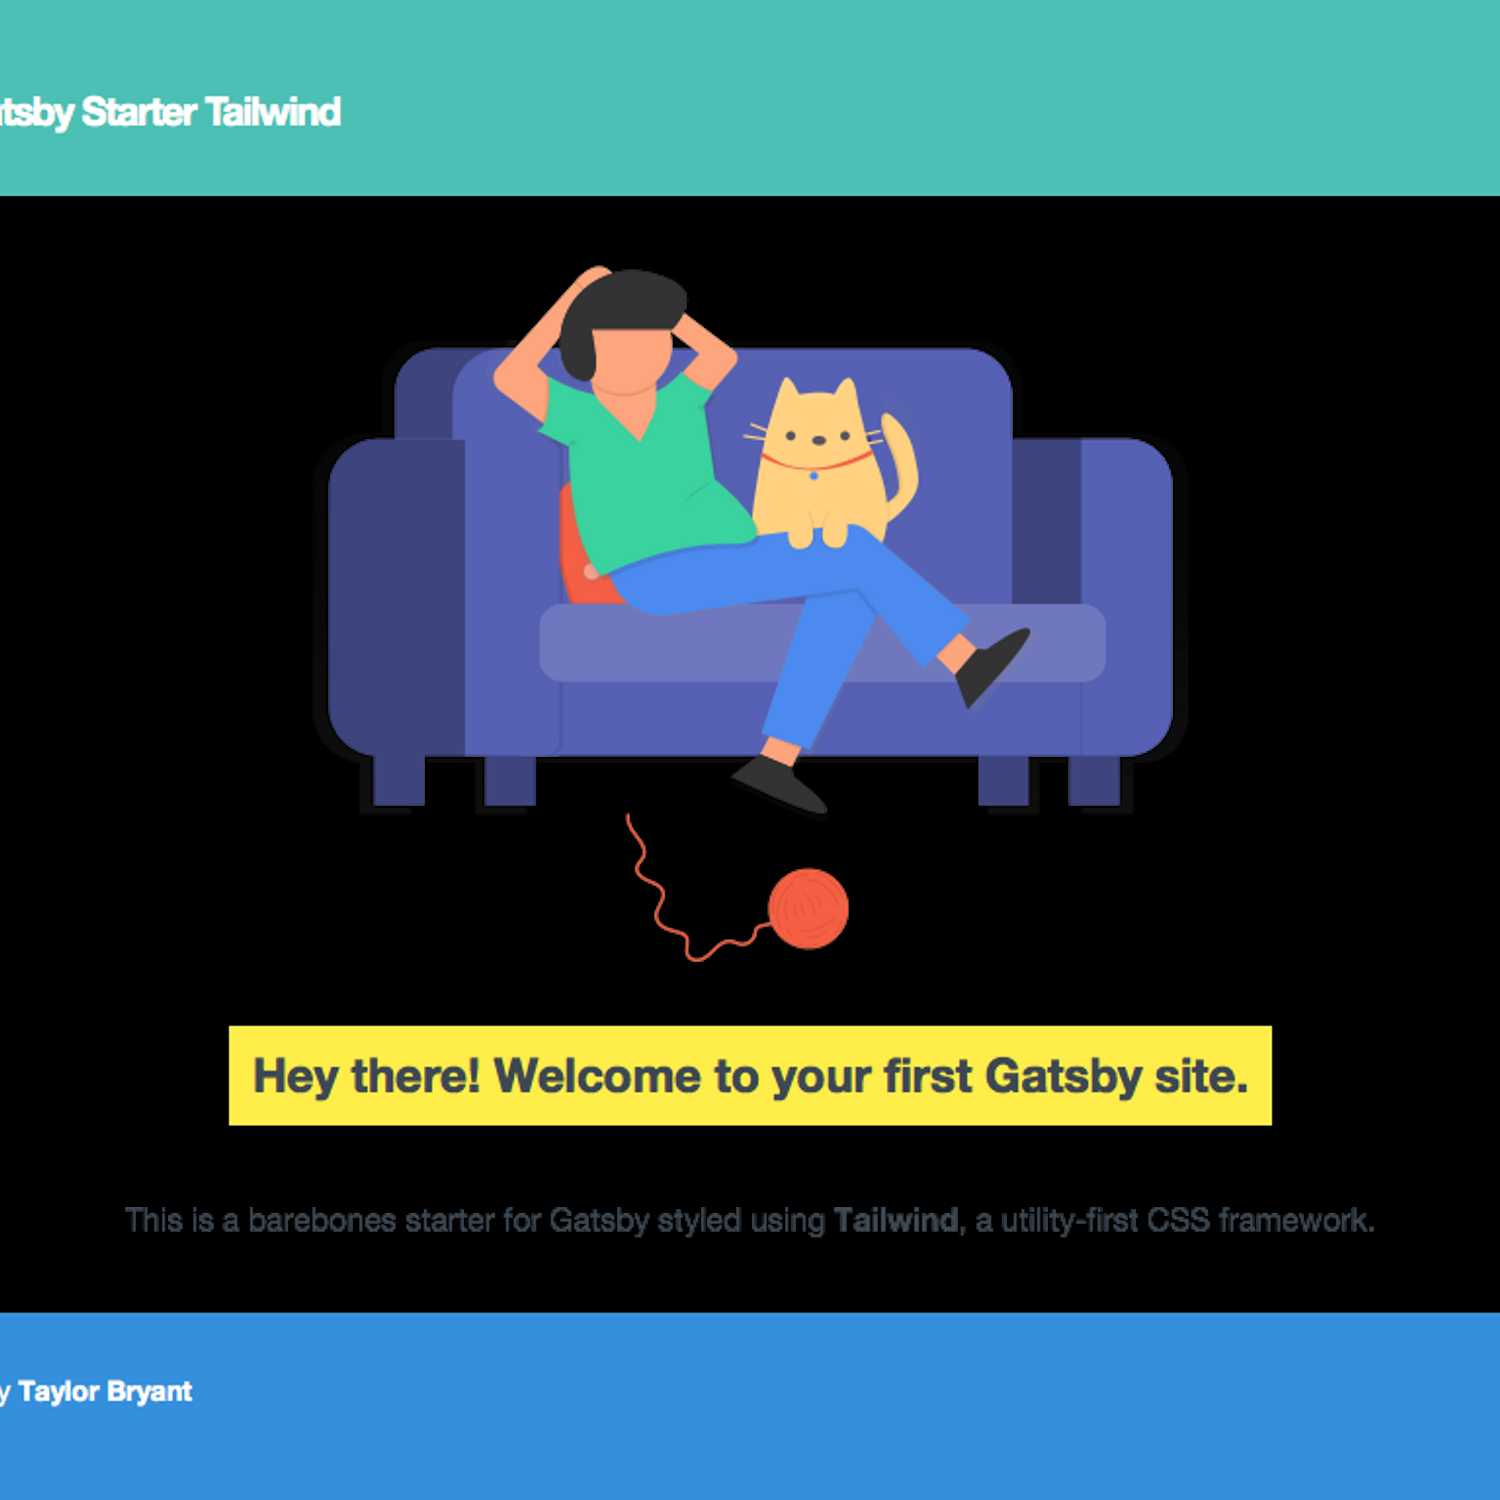 tsby Starter Tailwind
Hey there! Welcome to your first Gatsby site.
This is a barebones starter for Gatsby styled using Tailwind, a utility-first CSS framework.
y Taylor Bryant